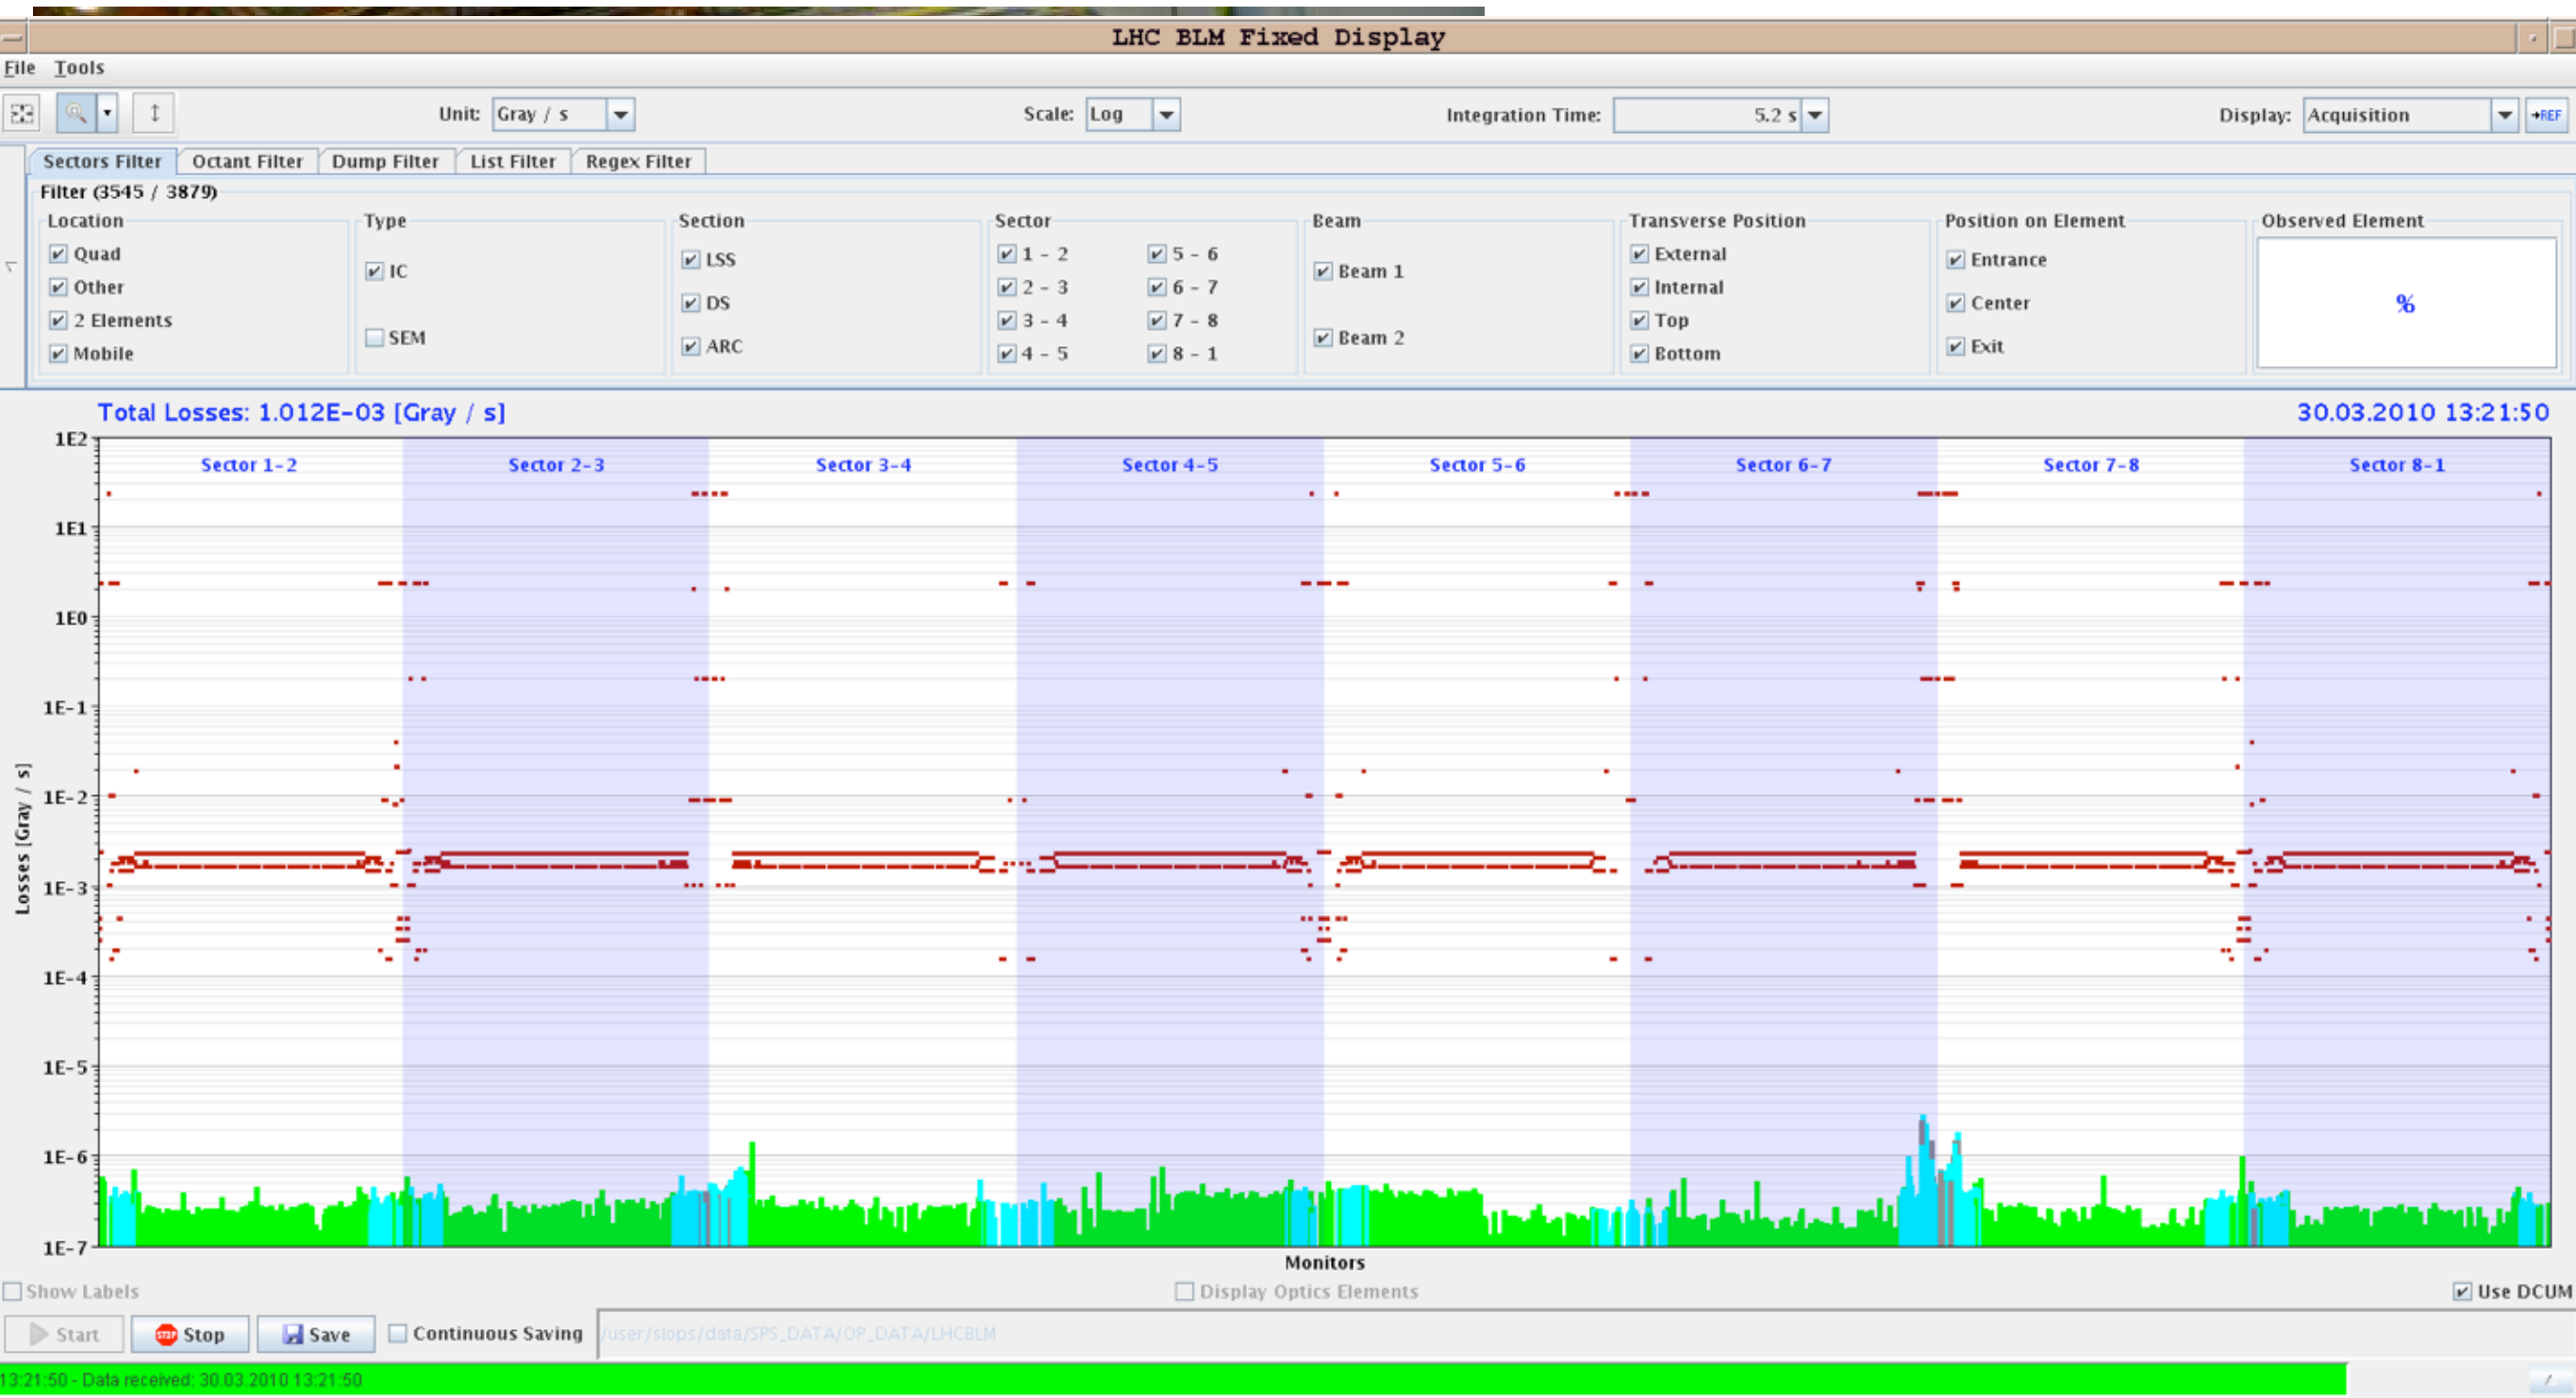 LHC BLM Fixed Display
File Tools
Unit: Gray / s Scale: Log Integration Time: 5.2 s Display: Acquisition →REF
Sectors Filter Octant Filter Dump Filter List Filter Regex Filter
Filter (3545 / 3879)
Location Type Section Sector Beam Transverse Position Position on Element Observed Element
Quad 1 - 2 5 - 6 External
IC LSS Beam 1 Entrance
Other 2 - 3 6 - 7 Internal
DS Center %
2 Elements 3 - 4 7 - 8 Top
SEM Beam 2
Mobile ARC 4 - 5 8 - 1 Bottom Exit
Total Losses: 1.012E-03 [Gray / s] 30.03.2010 13:21:50
1E2
Sector 1-2 Sector 2-3 Sector 3-4 Sector 4-5 Sector 5-6 Sector 6-7 Sector 7-8 Sector 8-1
1E1
1E0
1E-1
1E-2
Losses [Gray / s]
1E-3
1E-4
1E-5
1E-6
1E-7
Monitors
Show Labels Display Optics Elements Use DCUM
Start STOP Stop Save Continuous Saving /user/slops/data/SPS_DATA/OP_DATA/LHCBLM
13:21:50 - Data received: 30.03.2010 13:21:50